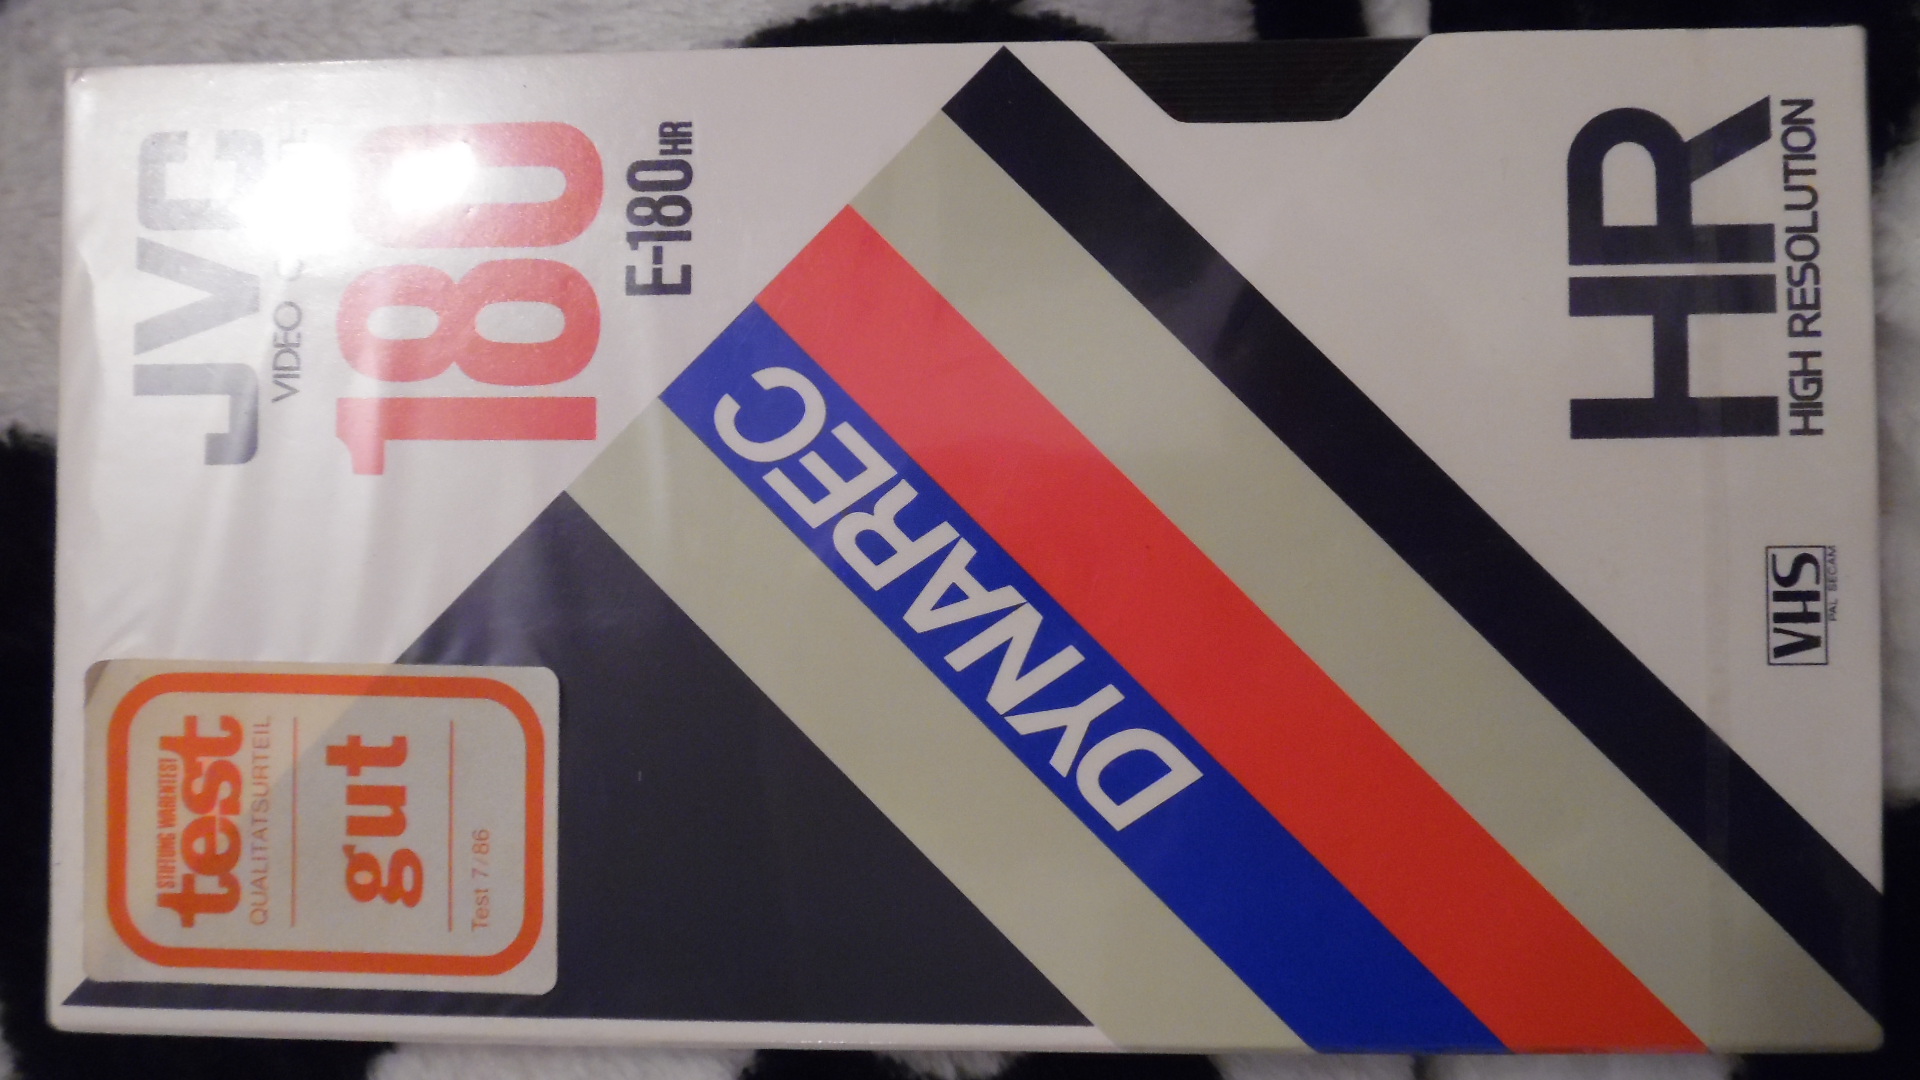 JVC
VIDEO
180
E-180HR
DYNAREC
HR
HIGH RESOLUTION
VHS
PAL SECAM
STIFTUNG WARENTEST
test
QUALITÄTSURTEIL
gut
Test 7/86